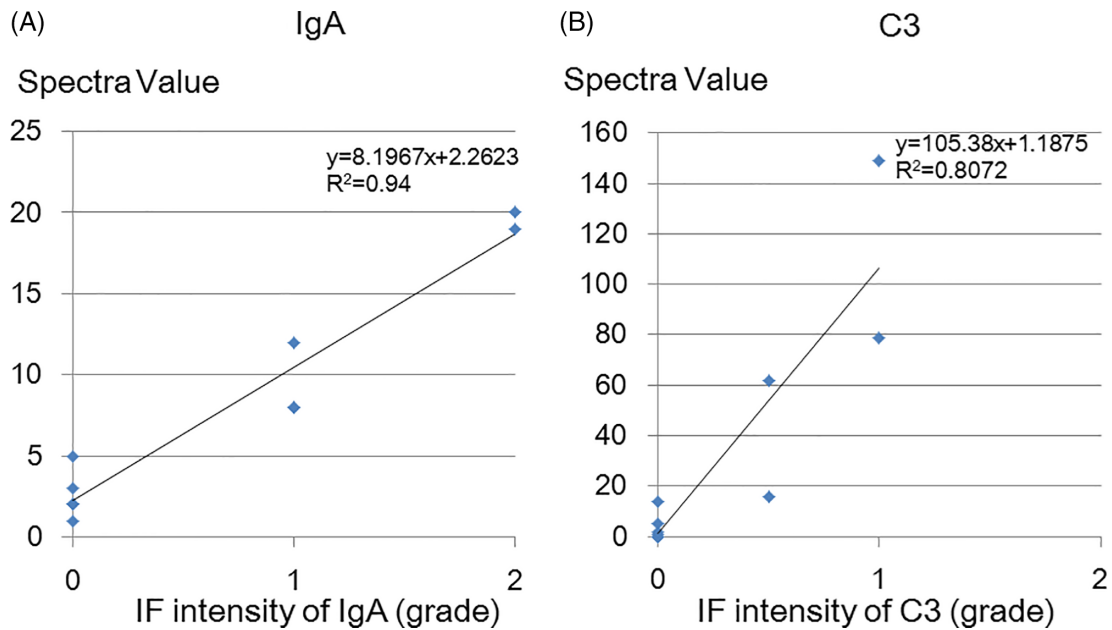 (A)
IgA
Spectra Value
25
20
15
10
5
0
y=8.1967x+2.2623
R²=0.94
0 1 2
IF intensity of IgA (grade)
(B)
C3
Spectra Value
160
140
120
100
80
60
40
20
0
y=105.38x+1.1875
R²=0.8072
0 1 2
IF intensity of C3 (grade)